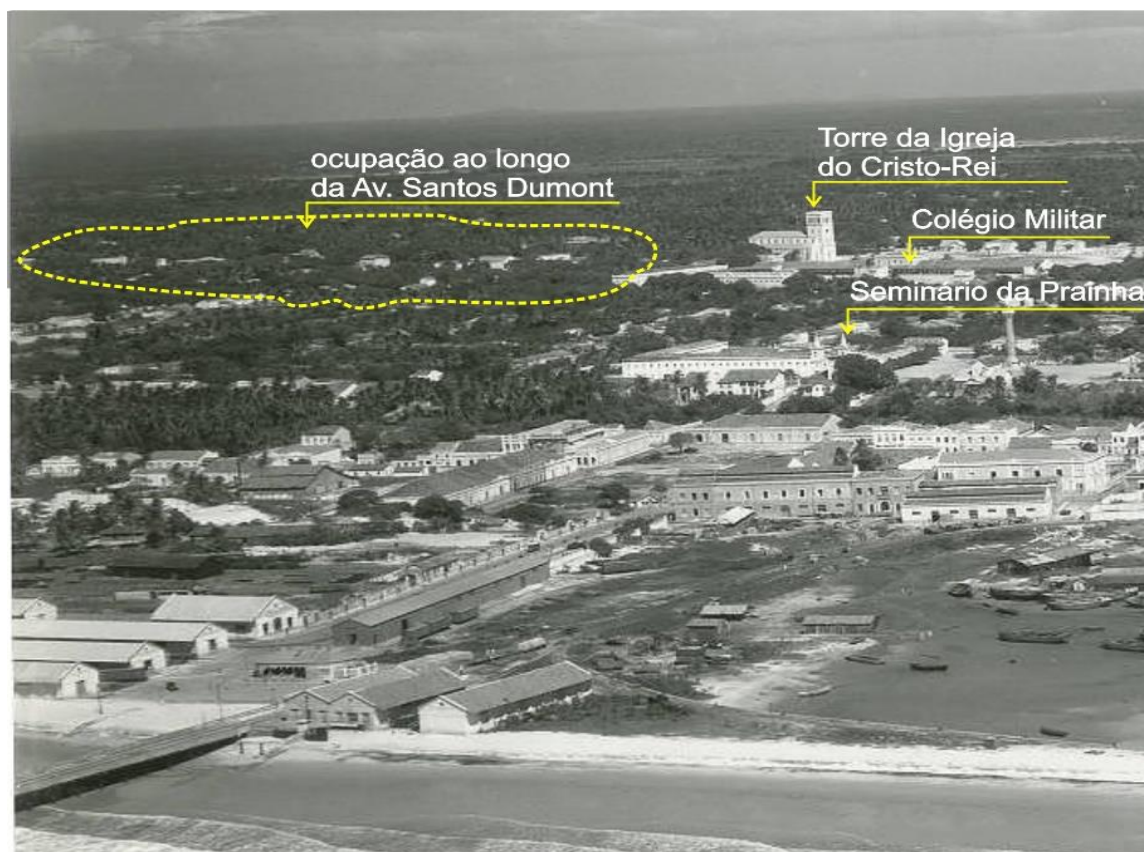 ocupação ao longo
da Av. Santos Dumont
Torre da Igreja
do Cristo-Rei
Colégio Militar
Seminário da Prainha